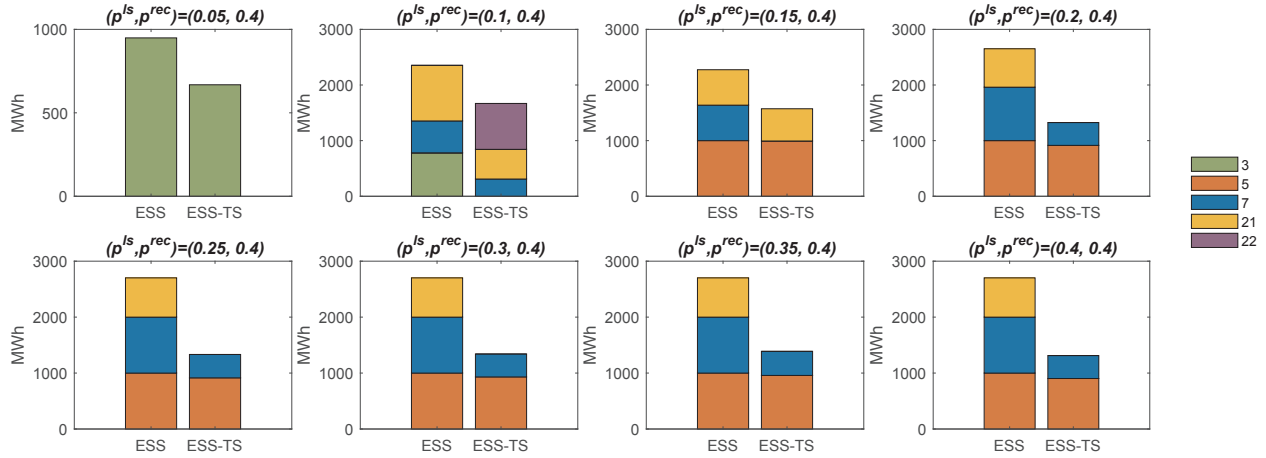 (p^ls,p^rec)=(0.05, 0.4)
(p^ls,p^rec)=(0.1, 0.4)
(p^ls,p^rec)=(0.15, 0.4)
(p^ls,p^rec)=(0.2, 0.4)
MWh
1000
500
0
ESS
ESS-TS
MWh
3000
2000
1000
0
ESS
ESS-TS
MWh
3000
2000
1000
0
ESS
ESS-TS
MWh
3000
2000
1000
0
ESS
ESS-TS
3
5
7
21
22
(p^ls,p^rec)=(0.25, 0.4)
(p^ls,p^rec)=(0.3, 0.4)
(p^ls,p^rec)=(0.35, 0.4)
(p^ls,p^rec)=(0.4, 0.4)
MWh
3000
2000
1000
0
ESS
ESS-TS
MWh
3000
2000
1000
0
ESS
ESS-TS
MWh
3000
2000
1000
0
ESS
ESS-TS
MWh
3000
2000
1000
0
ESS
ESS-TS